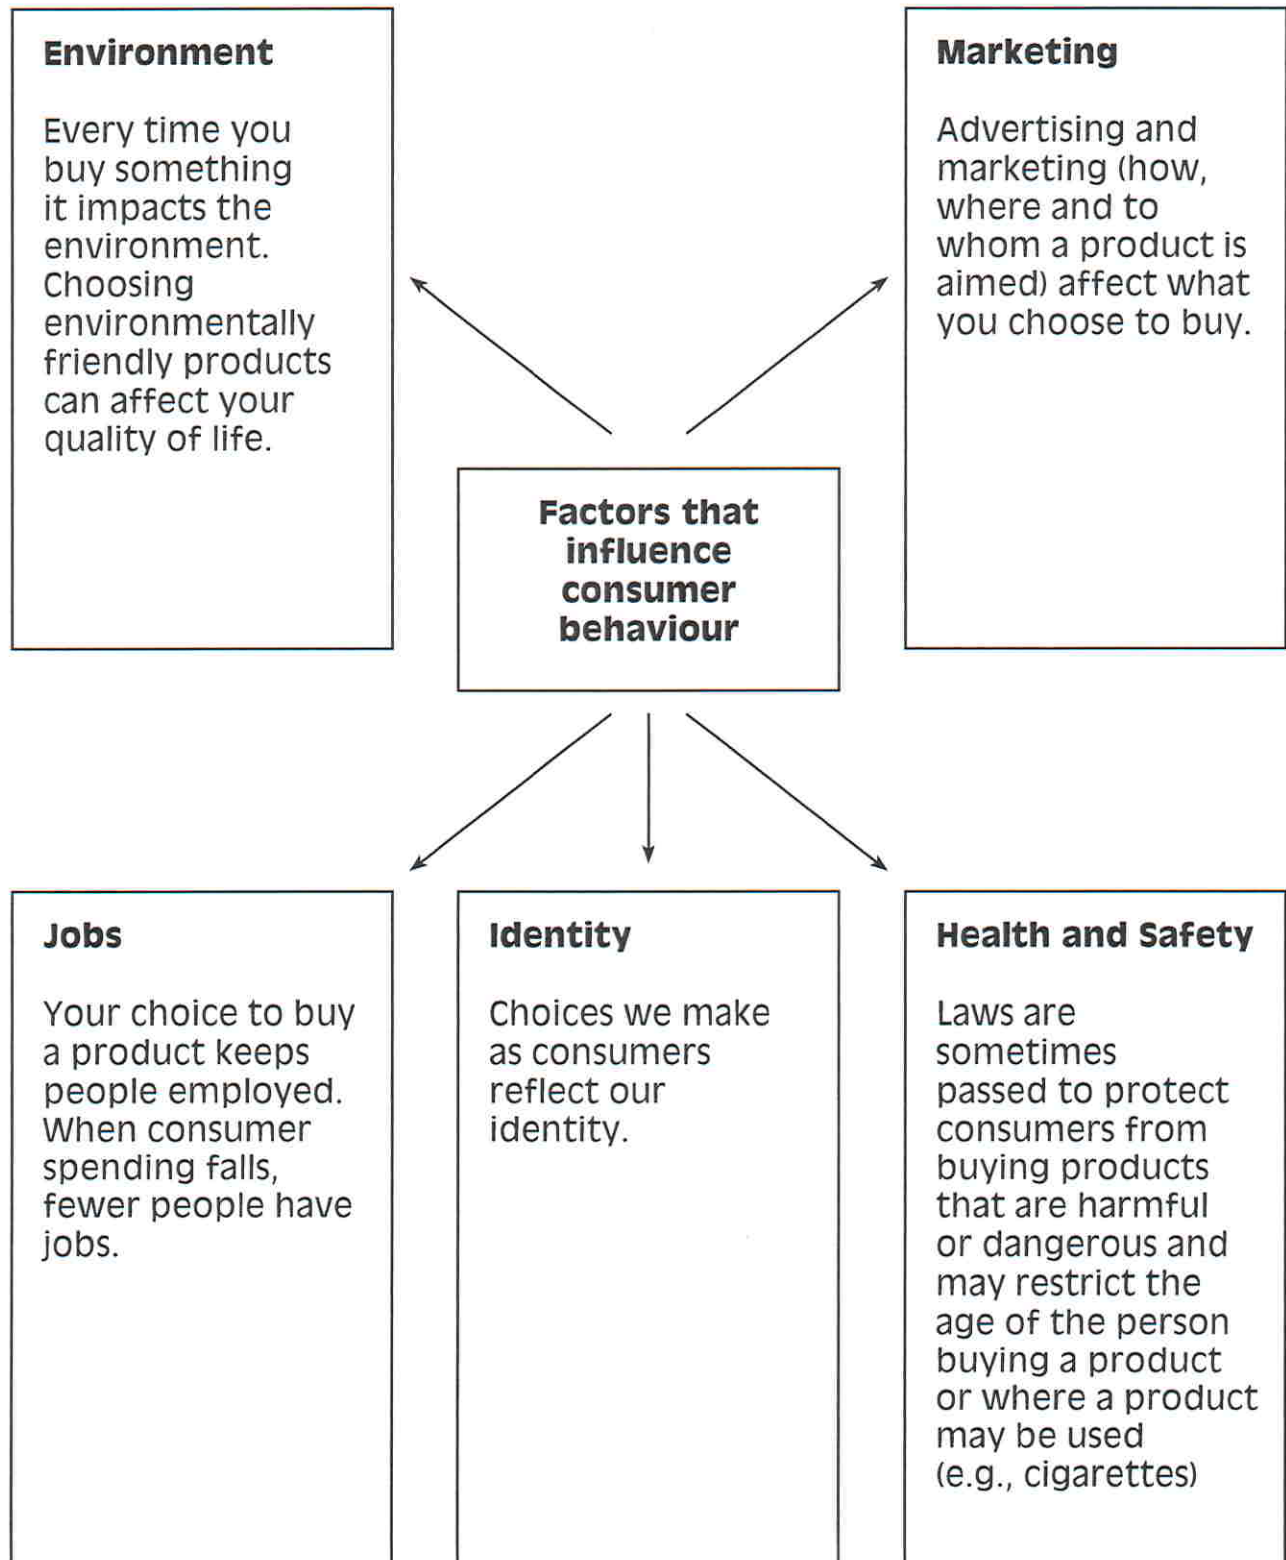 Environment
Every time you
buy something
it impacts the
environment.
Choosing
environmentally
friendly products
can affect your
quality of life.
Marketing
Advertising and
marketing (how,
where and to
whom a product is
aimed) affect what
you choose to buy.
Factors that
influence
consumer
behaviour
Jobs
Your choice to buy
a product keeps
people employed.
When consumer
spending falls,
fewer people have
jobs.
Identity
Choices we make
as consumers
reflect our
identity.
Health and Safety
Laws are
sometimes
passed to protect
consumers from
buying products
that are harmful
or dangerous and
may restrict the
age of the person
buying a product
or where a product
may be used
(e.g., cigarettes)